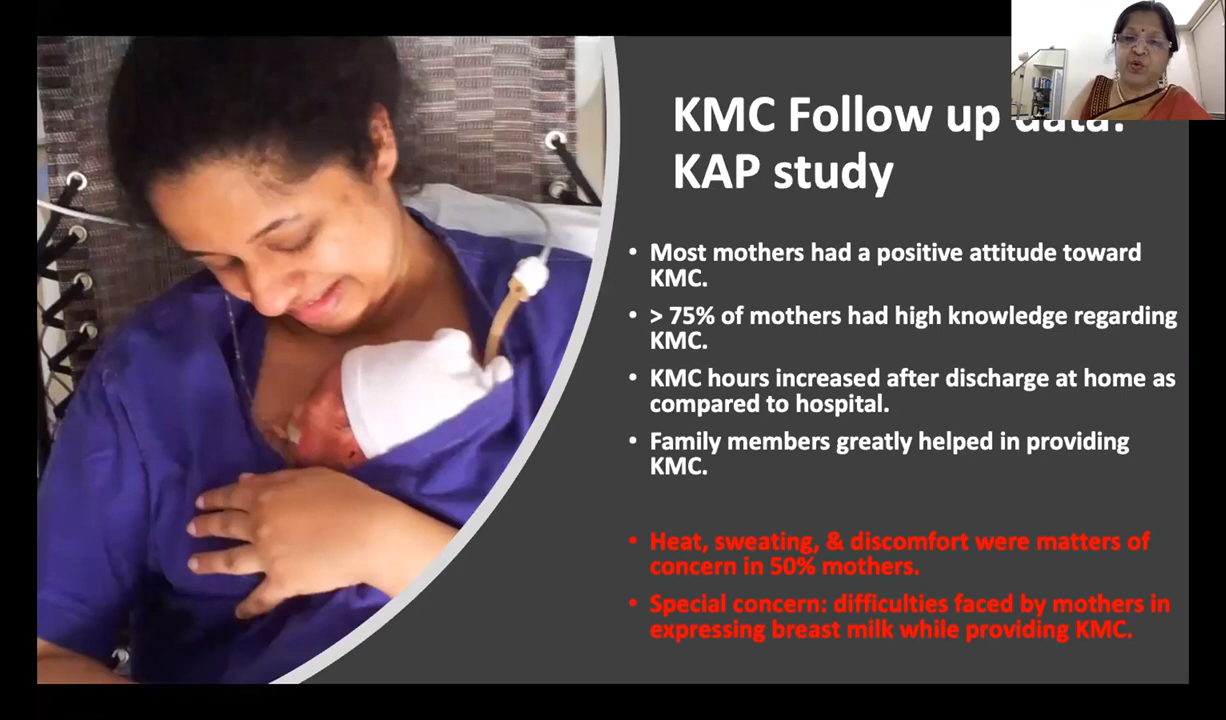 KMC Follow up data:
KAP study
• Most mothers had a positive attitude toward
KMC.
• > 75% of mothers had high knowledge regarding
KMC.
• KMC hours increased after discharge at home as
compared to hospital.
• Family members greatly helped in providing
KMC.
• Heat, sweating, & discomfort were matters of
concern in 50% mothers.
• Special concern: difficulties faced by mothers in
expressing breast milk while providing KMC.